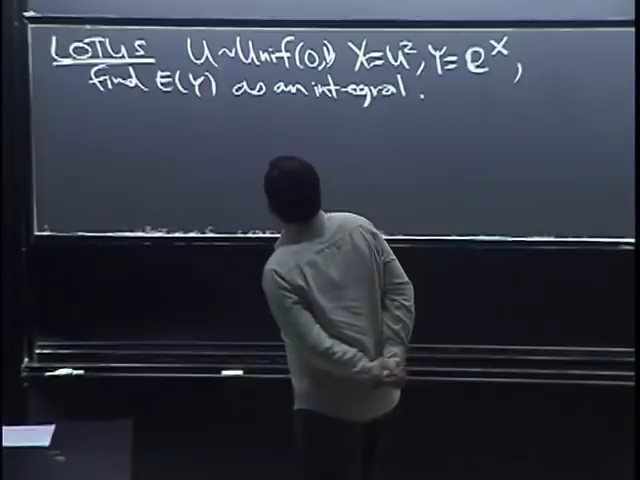 LOTUS U~Unif(0,1) X=U², Y=e^X,
find E(Y) as an integral.